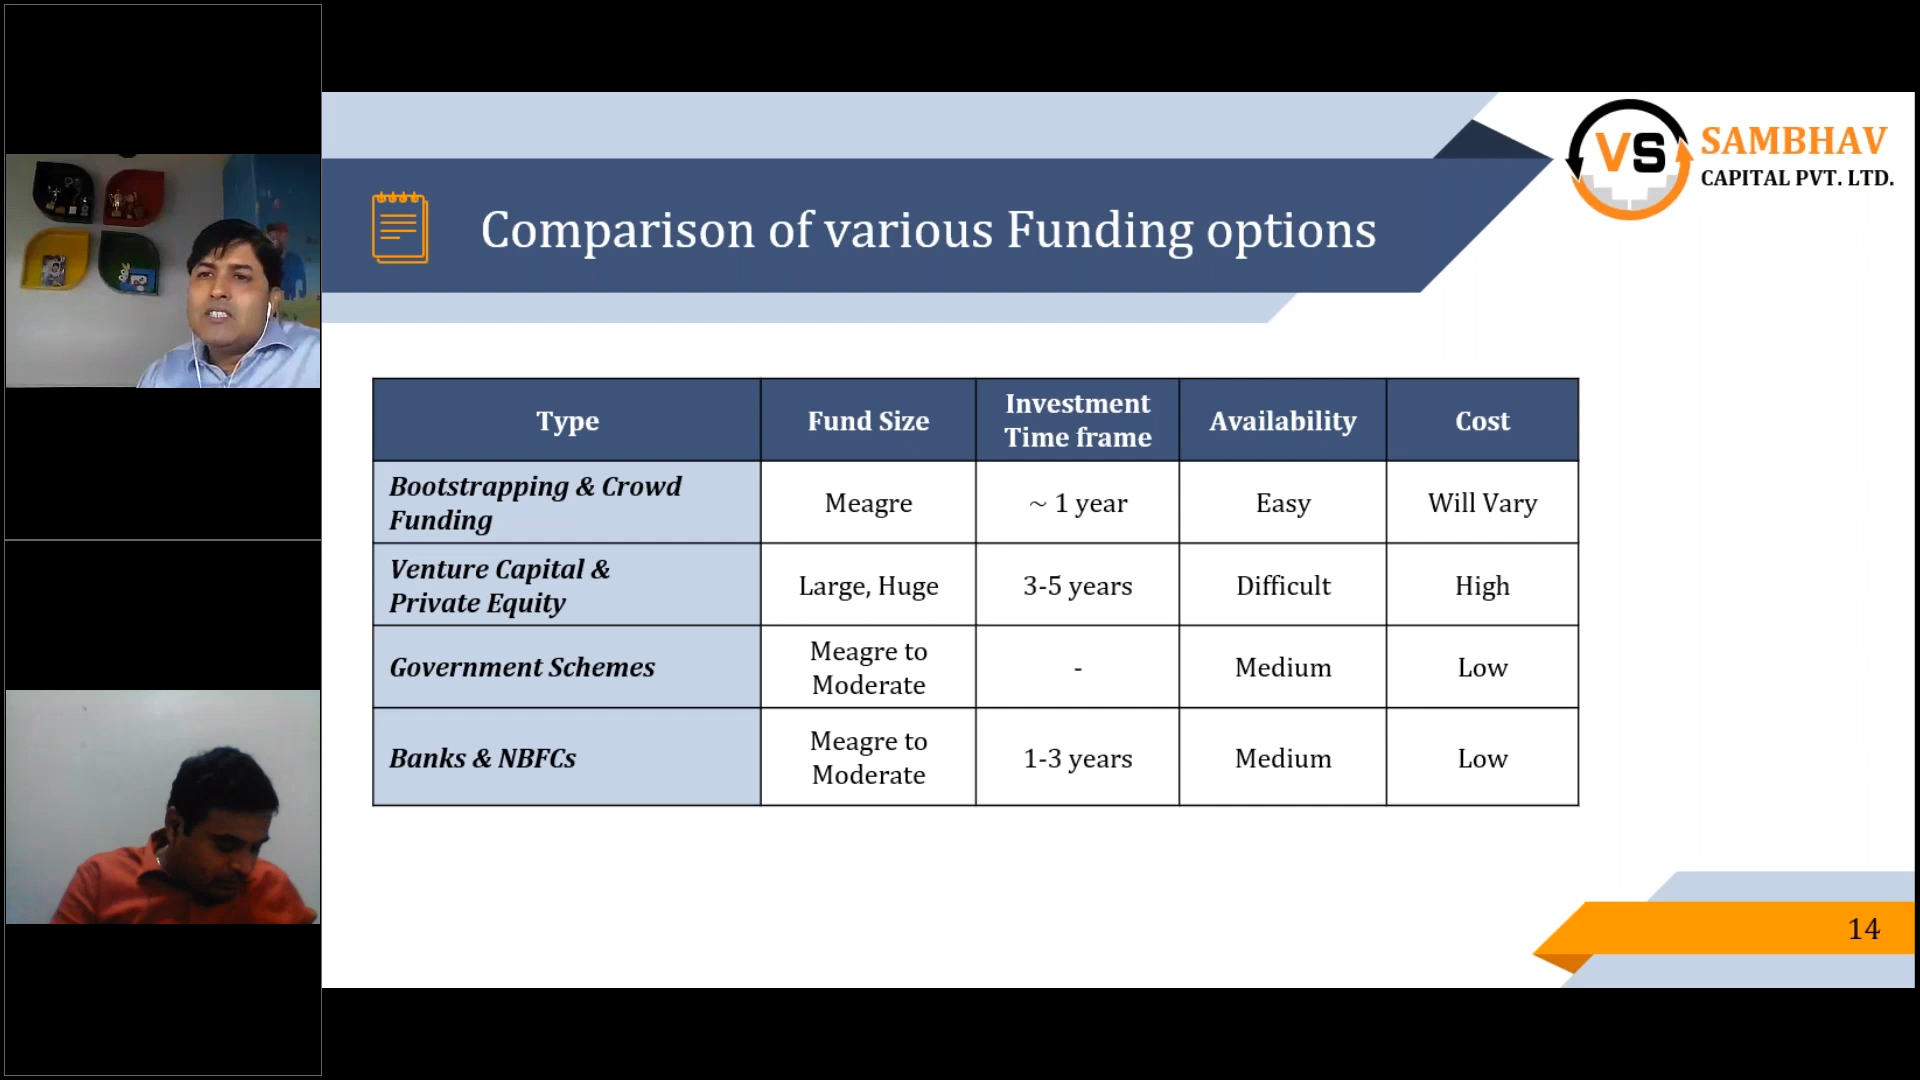 VS
SAMBHAV
CAPITAL PVT. LTD.
Comparison of various Funding options
Type
Fund Size
Investment
Time frame
Availability
Cost
Bootstrapping & Crowd
Funding
Meagre
~ 1 year
Easy
Will Vary
Venture Capital &
Private Equity
Large, Huge
3-5 years
Difficult
High
Government Schemes
Meagre to
Moderate
-
Medium
Low
Banks & NBFCs
Meagre to
Moderate
1-3 years
Medium
Low
14